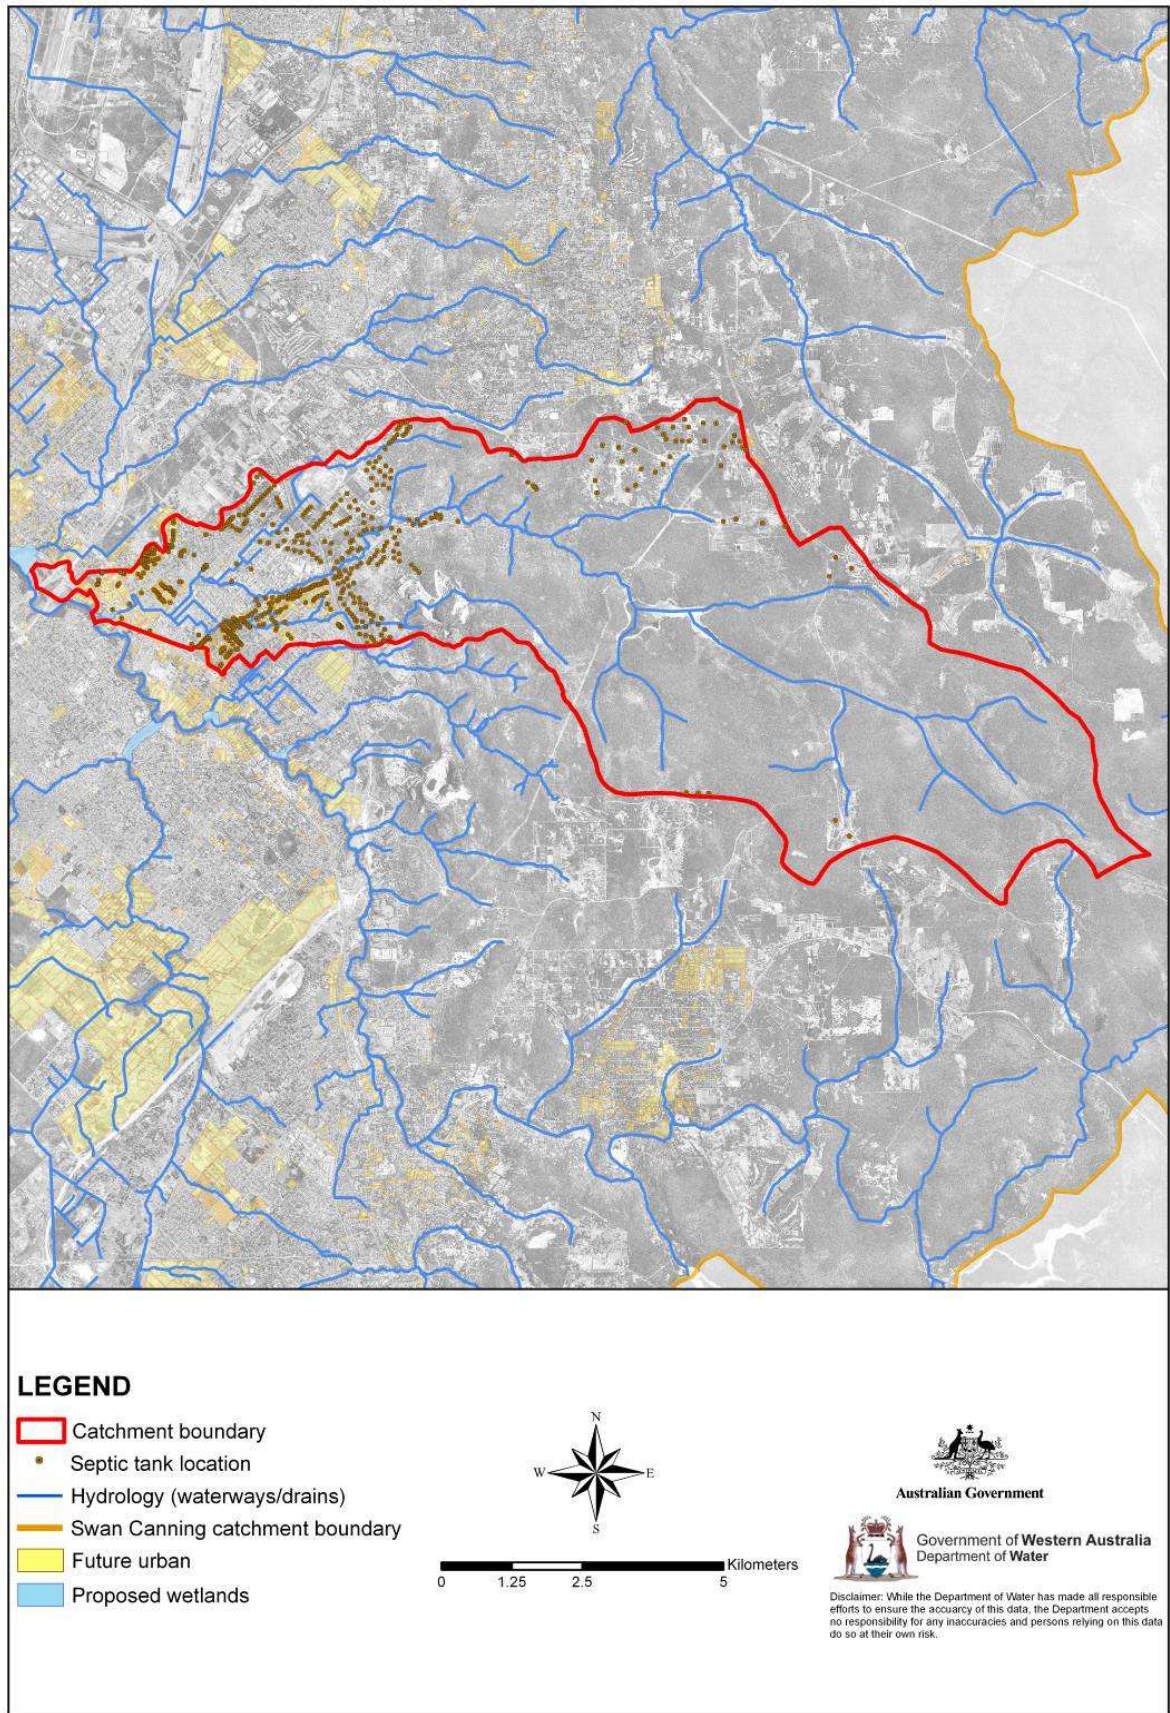 LEGEND
Catchment boundary
Septic tank location
Hydrology (waterways/drains)
Swan Canning catchment boundary
Future urban
Proposed wetlands
N
W E
S
Kilometers
0 1.25 2.5 5
Australian Government
Government of Western Australia
Department of Water
Disclaimer: While the Department of Water has made all responsible
efforts to ensure the accuarcy of this data, the Department accepts
no responsibility for any inaccuracies and persons relying on this data
do so at their own risk.